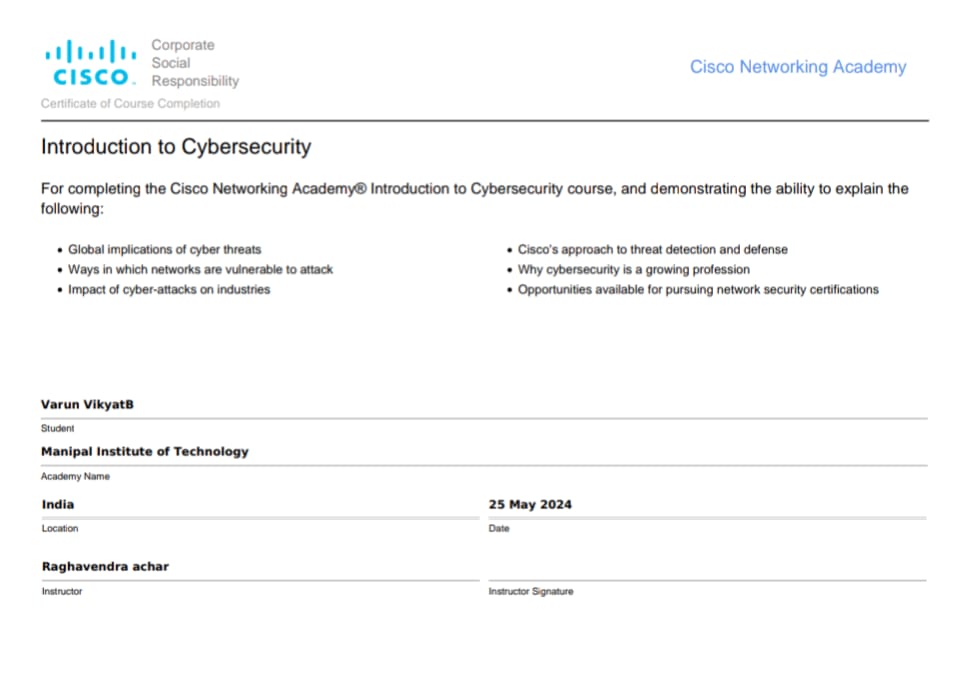 Corporate
Social
Responsibility
CISCO
Cisco Networking Academy
Certificate of Course Completion
Introduction to Cybersecurity
For completing the Cisco Networking Academy® Introduction to Cybersecurity course, and demonstrating the ability to explain the
following:
• Global implications of cyber threats
• Ways in which networks are vulnerable to attack
• Impact of cyber-attacks on industries
• Cisco's approach to threat detection and defense
• Why cybersecurity is a growing profession
• Opportunities available for pursuing network security certifications
Varun VikyatB
Student
Manipal Institute of Technology
Academy Name
India
Location
25 May 2024
Date
Raghavendra achar
Instructor
Instructor Signature